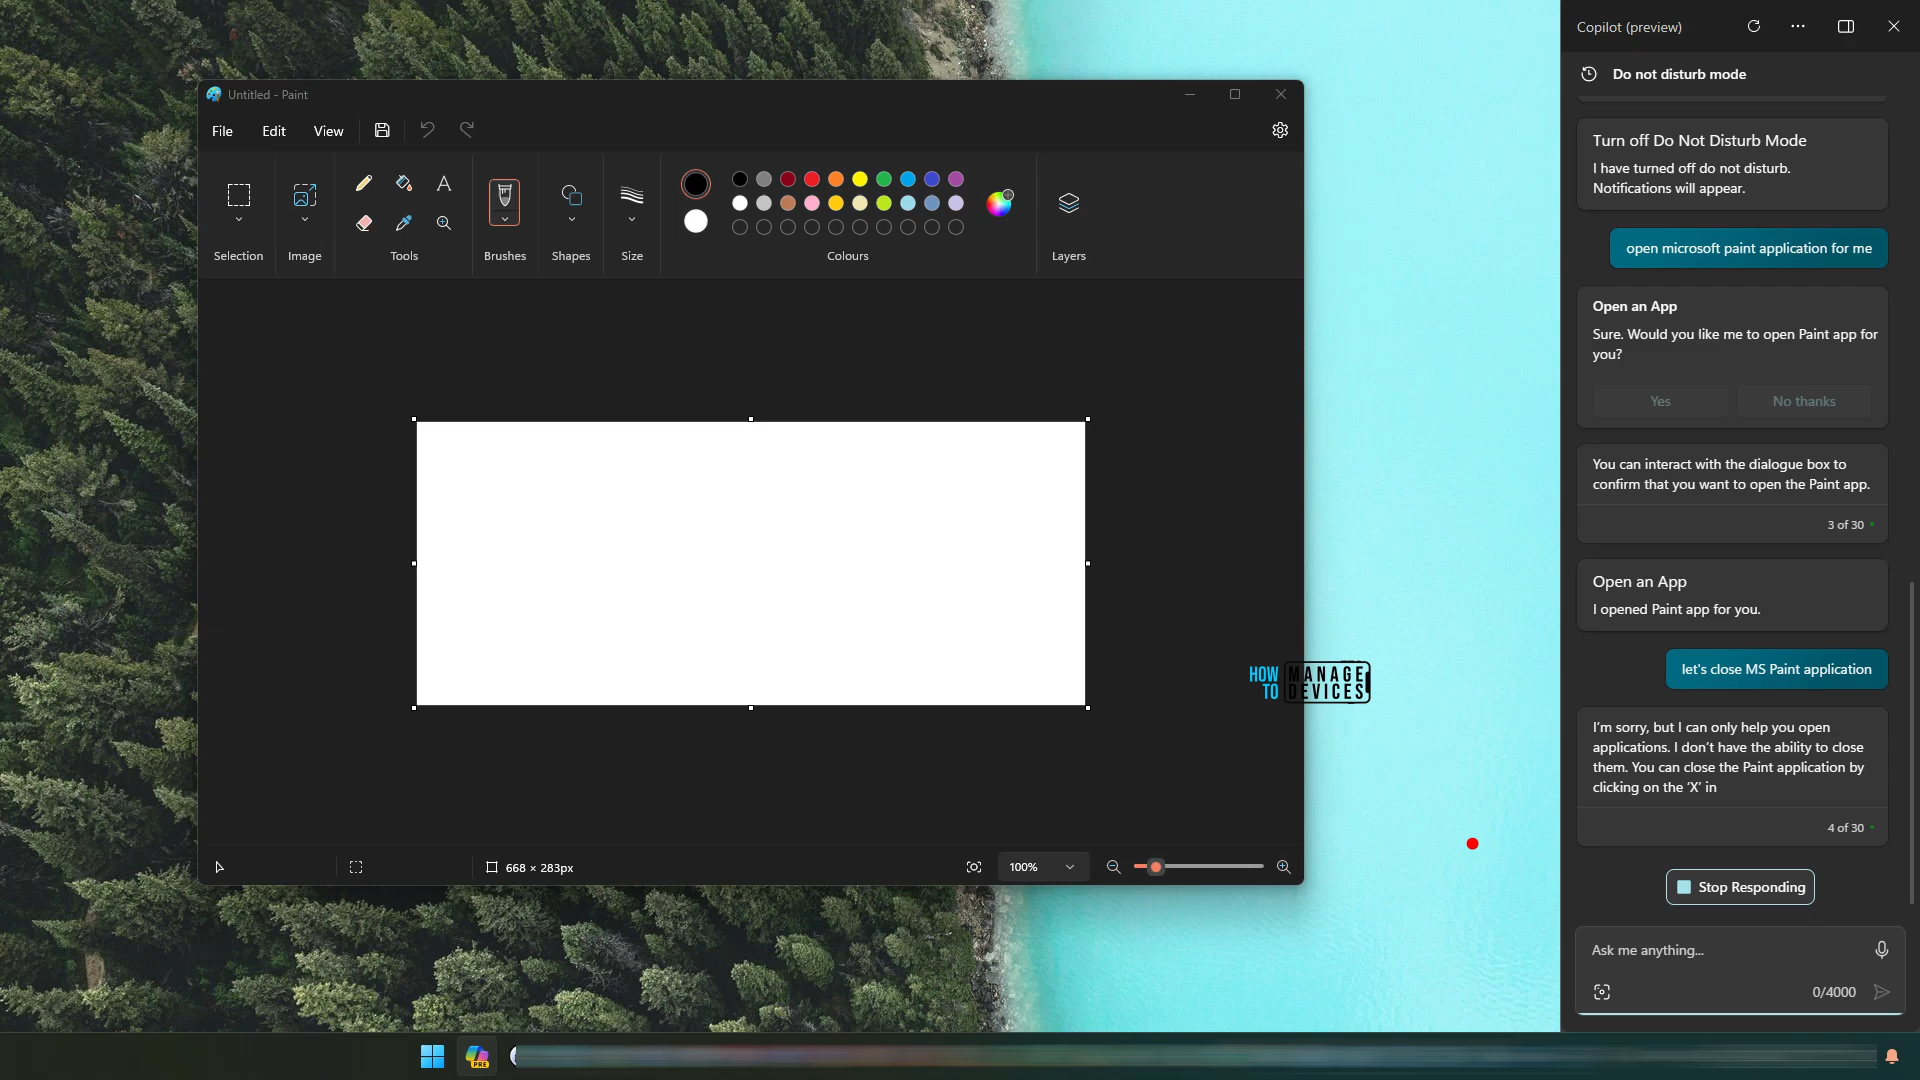 Untitled - Paint
File
Edit
View
Selection
Image
Tools
Brushes
Shapes
Size
Colours
Layers
668 × 283px
100%
HOW TO
MANAGE DEVICES
Copilot (preview)
Do not disturb mode
Turn off Do Not Disturb Mode
I have turned off do not disturb.
Notifications will appear.
open microsoft paint application for me
Open an App
Sure. Would you like me to open Paint app for
you?
Yes
No thanks
You can interact with the dialogue box to
confirm that you want to open the Paint app.
3 of 30
Open an App
I opened Paint app for you.
let's close MS Paint application
I'm sorry, but I can only help you open
applications. I don't have the ability to close
them. You can close the Paint application by
clicking on the 'X' in
4 of 30
Stop Responding
Ask me anything...
0/4000
PRE